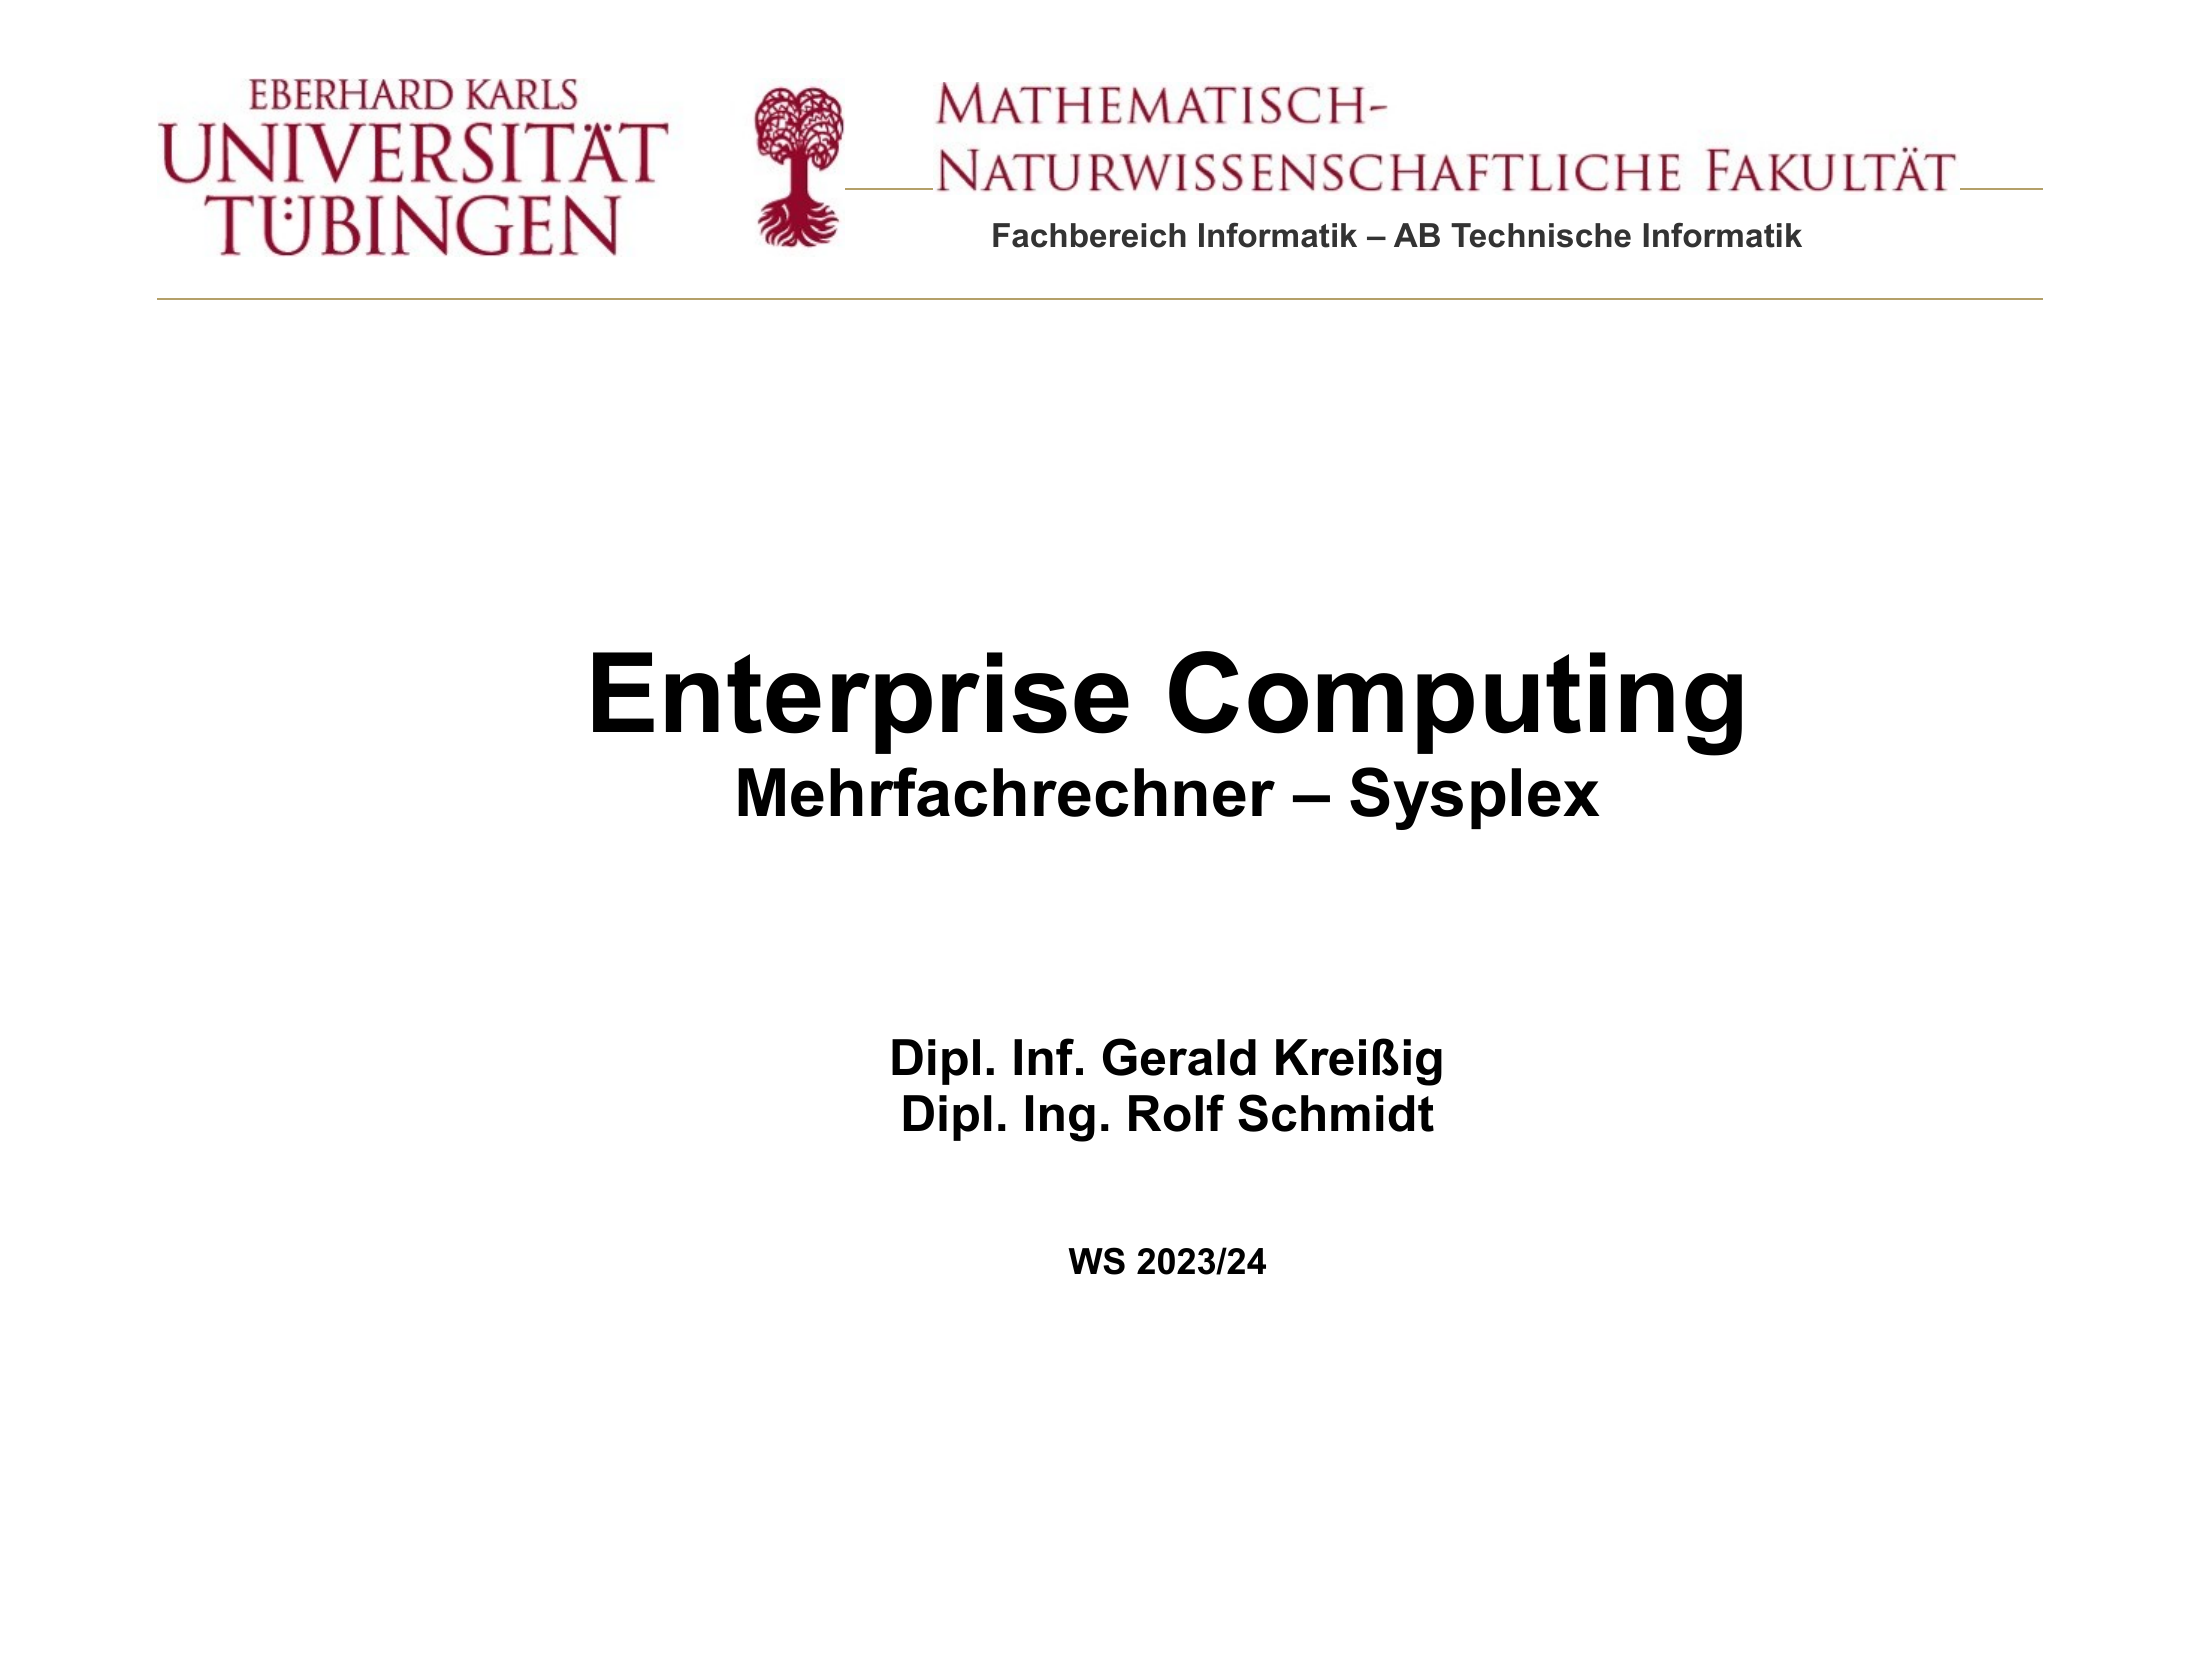 EBERHARD KARLS
UNIVERSITÄT
TÜBINGEN
MATHEMATISCH-
NATURWISSENSCHAFTLICHE FAKULTÄT
Fachbereich Informatik – AB Technische Informatik
Enterprise Computing
Mehrfachrechner – Sysplex
Dipl. Inf. Gerald Kreißig
Dipl. Ing. Rolf Schmidt
WS 2023/24